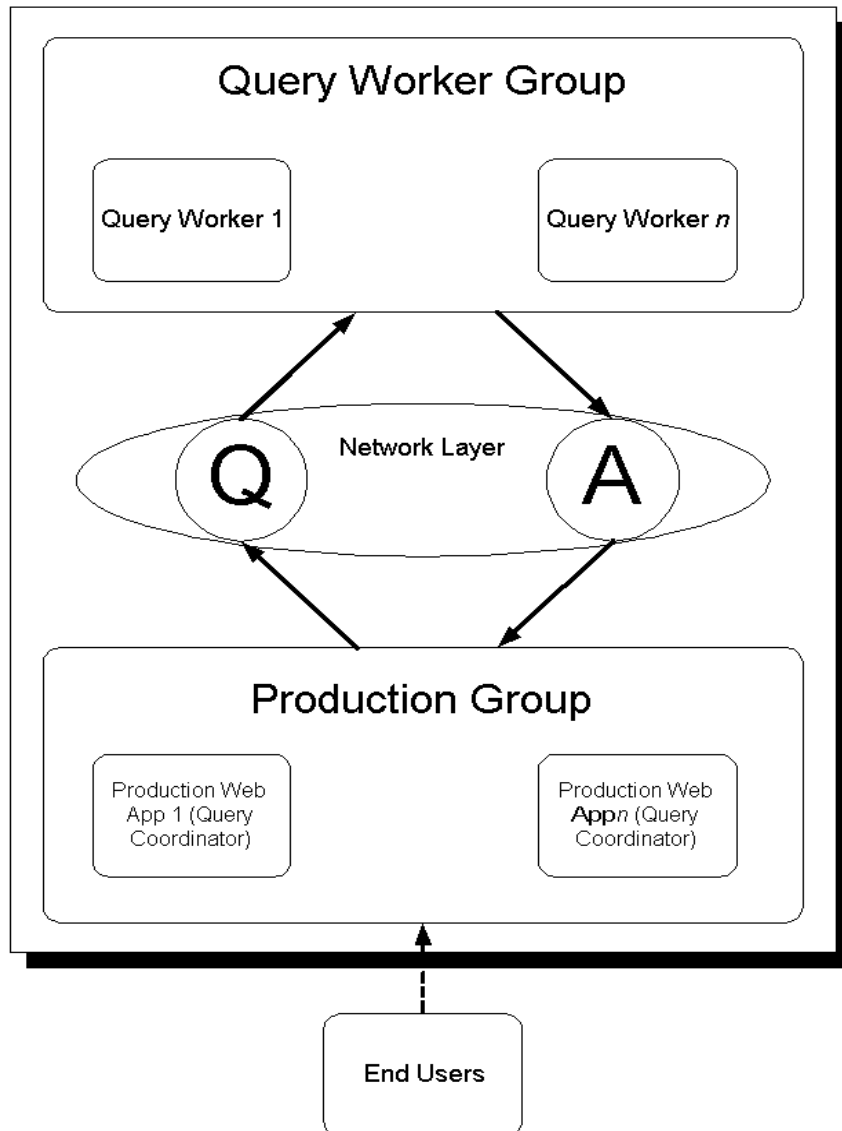 Query Worker Group
Query Worker 1
Query Worker n
Network Layer
Q
A
Production Group
Production Web
App 1 (Query
Coordinator)
Production Web
Appn (Query
Coordinator)
End Users